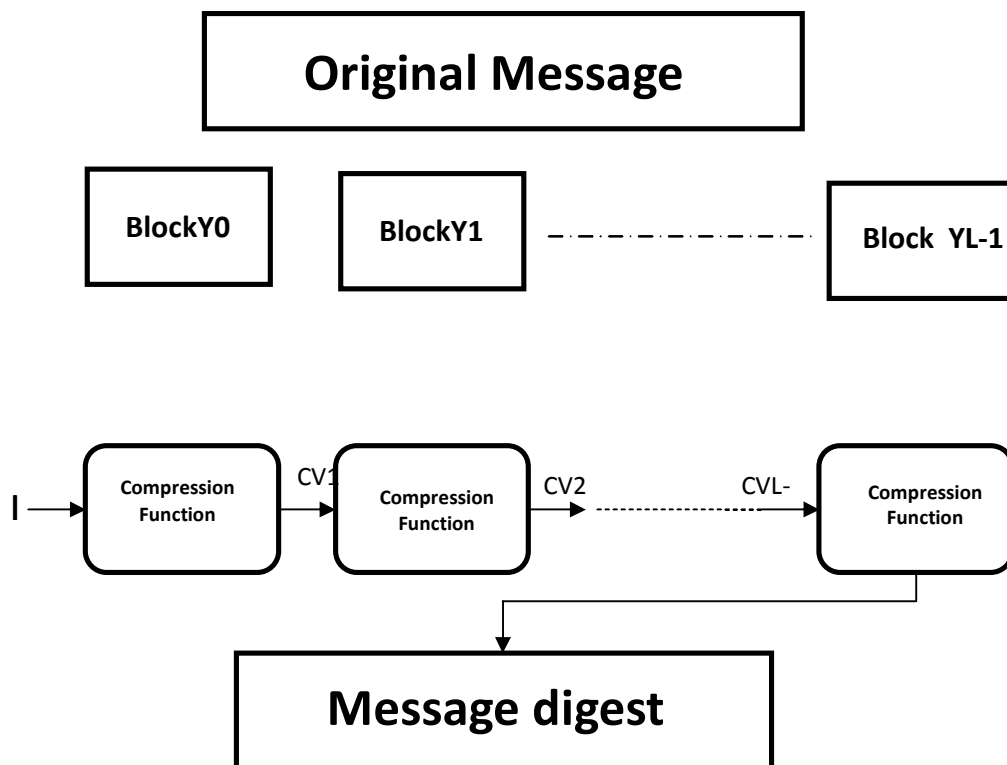 Original Message
BlockY0
BlockY1
Block YL-1
I
Compression
Function
CV1
Compression
Function
CV2
CVL-
Compression
Function
Message digest